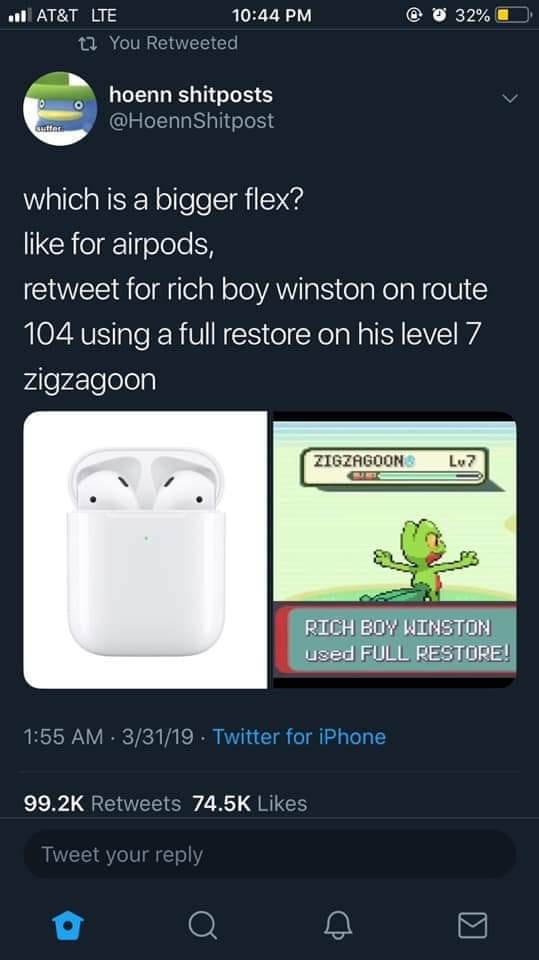 AT&T LTE 10:44 PM 32%
You Retweeted
hoenn shitposts
@HoennShitpost
suffer.
which is a bigger flex?
like for airpods,
retweet for rich boy winston on route
104 using a full restore on his level 7
zigzagoon
ZIGZAGOON Lv7
HP
RICH BOY WINSTON
used FULL RESTORE!
1:55 AM · 3/31/19 · Twitter for iPhone
99.2K Retweets 74.5K Likes
Tweet your reply